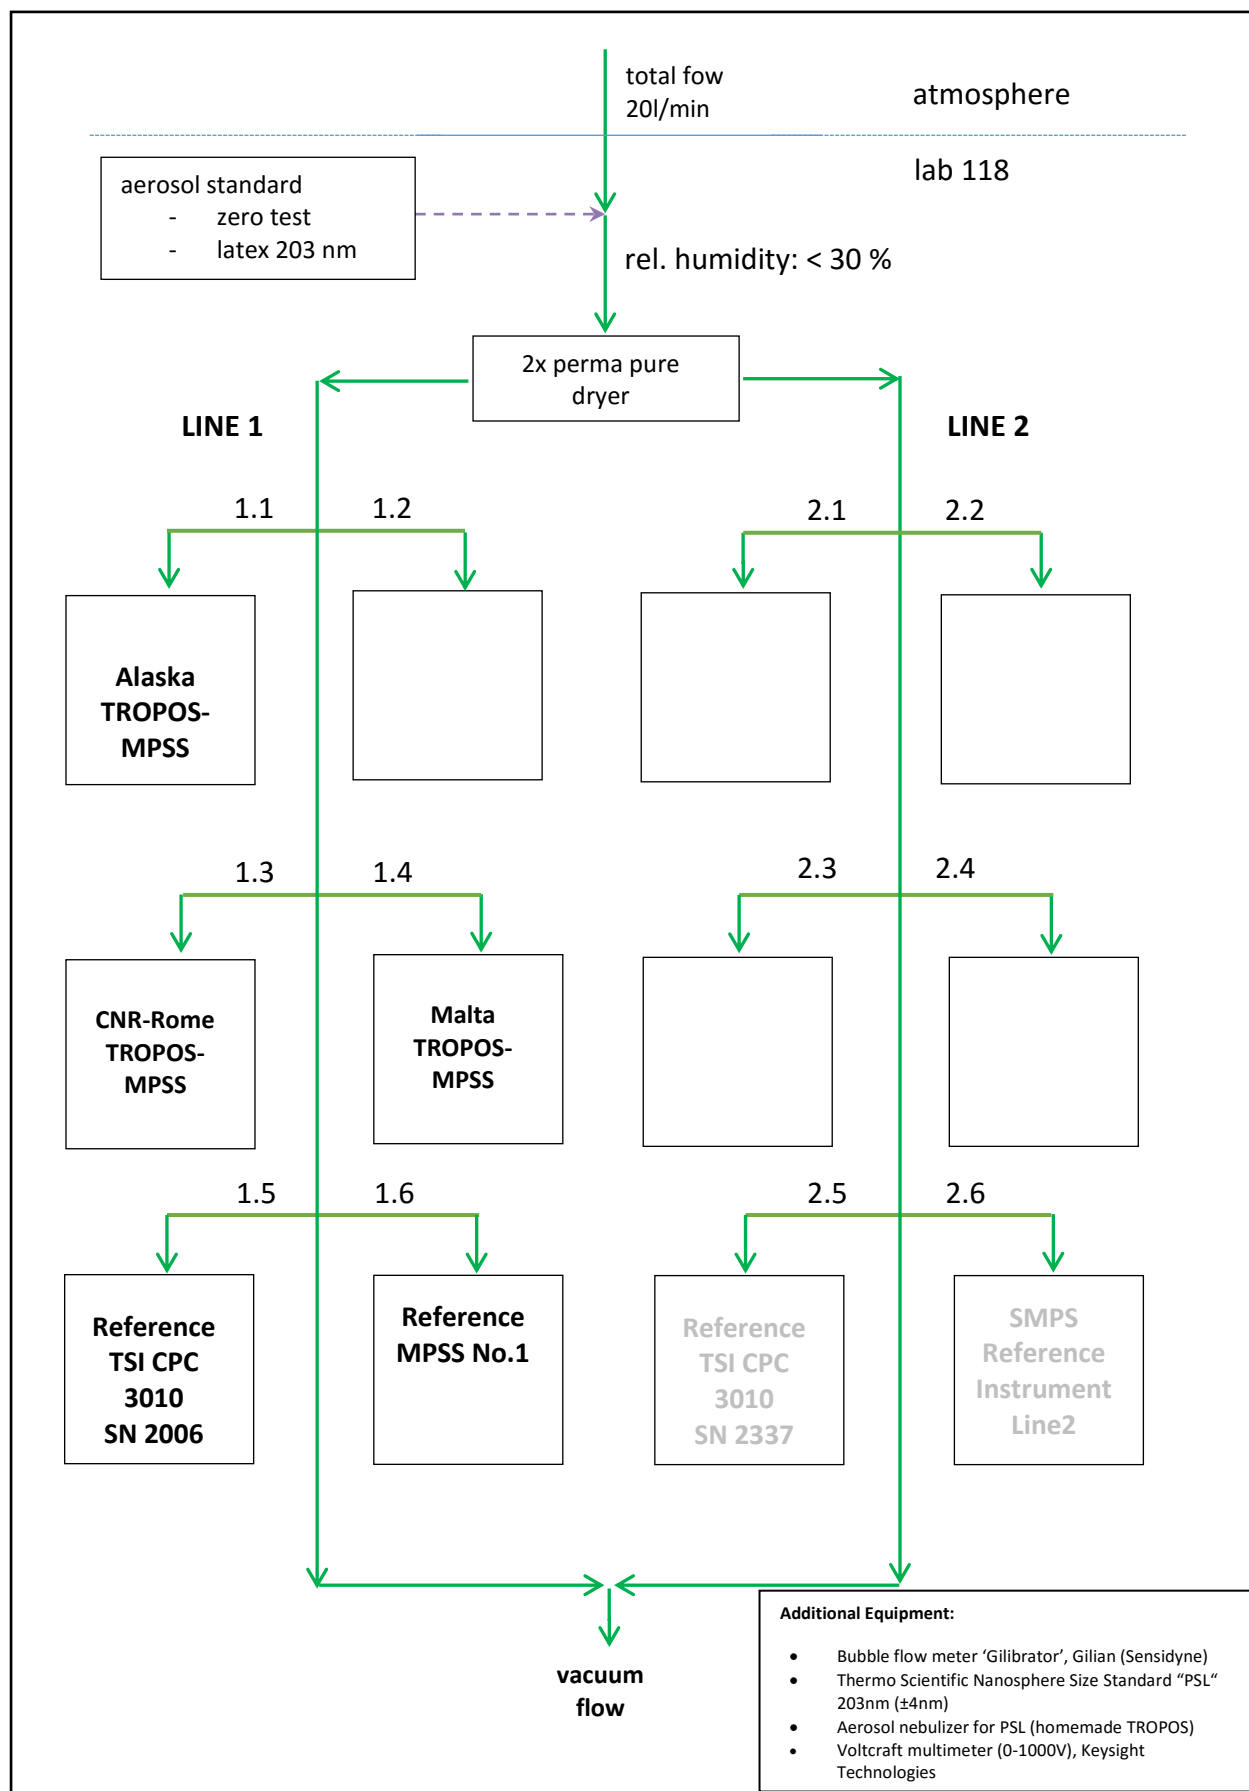 total fow
20l/min
atmosphere
lab 118
aerosol standard
- zero test
- latex 203 nm
rel. humidity: < 30 %
2x perma pure
dryer
LINE 1
LINE 2
1.1
1.2
2.1
2.2
Alaska
TROPOS-
MPSS
1.3
1.4
2.3
2.4
CNR-Rome
TROPOS-
MPSS
Malta
TROPOS-
MPSS
1.5
1.6
2.5
2.6
Reference
TSI CPC
3010
SN 2006
Reference
MPSS No.1
Reference
TSI CPC
3010
SN 2337
SMPS
Reference
Instrument
Line2
vacuum
flow
Additional Equipment:
• Bubble flow meter ‘Gilibrator’, Gilian (Sensidyne)
• Thermo Scientific Nanosphere Size Standard “PSL“
203nm (±4nm)
• Aerosol nebulizer for PSL (homemade TROPOS)
• Voltcraft multimeter (0-1000V), Keysight
Technologies